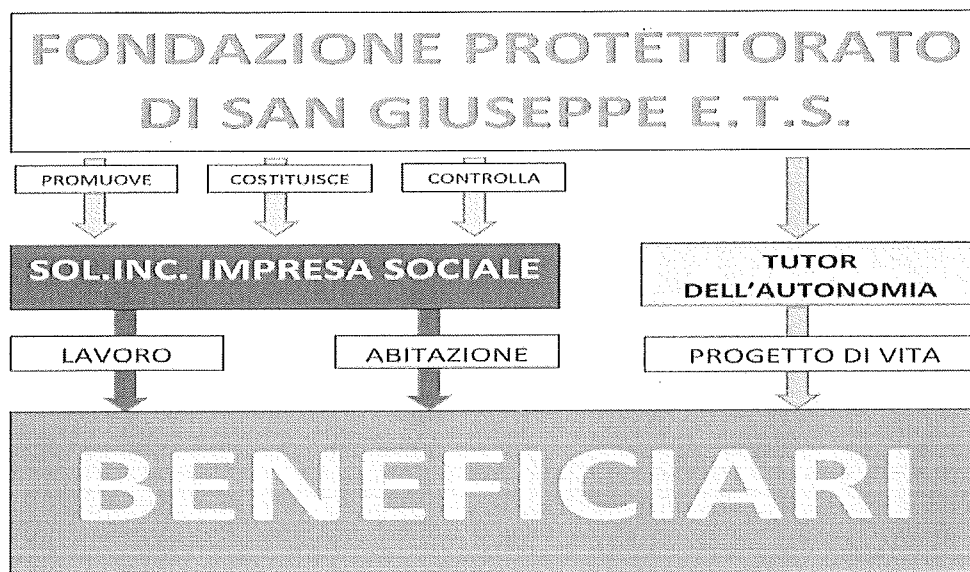 FONDAZIONE PROTETTORATO
DI SAN GIUSEPPE E.T.S.
PROMUOVE
COSTITUISCE
CONTROLLA
SOL.INC. IMPRESA SOCIALE
TUTOR
DELL'AUTONOMIA
LAVORO
ABITAZIONE
PROGETTO DI VITA
BENEFICIARI